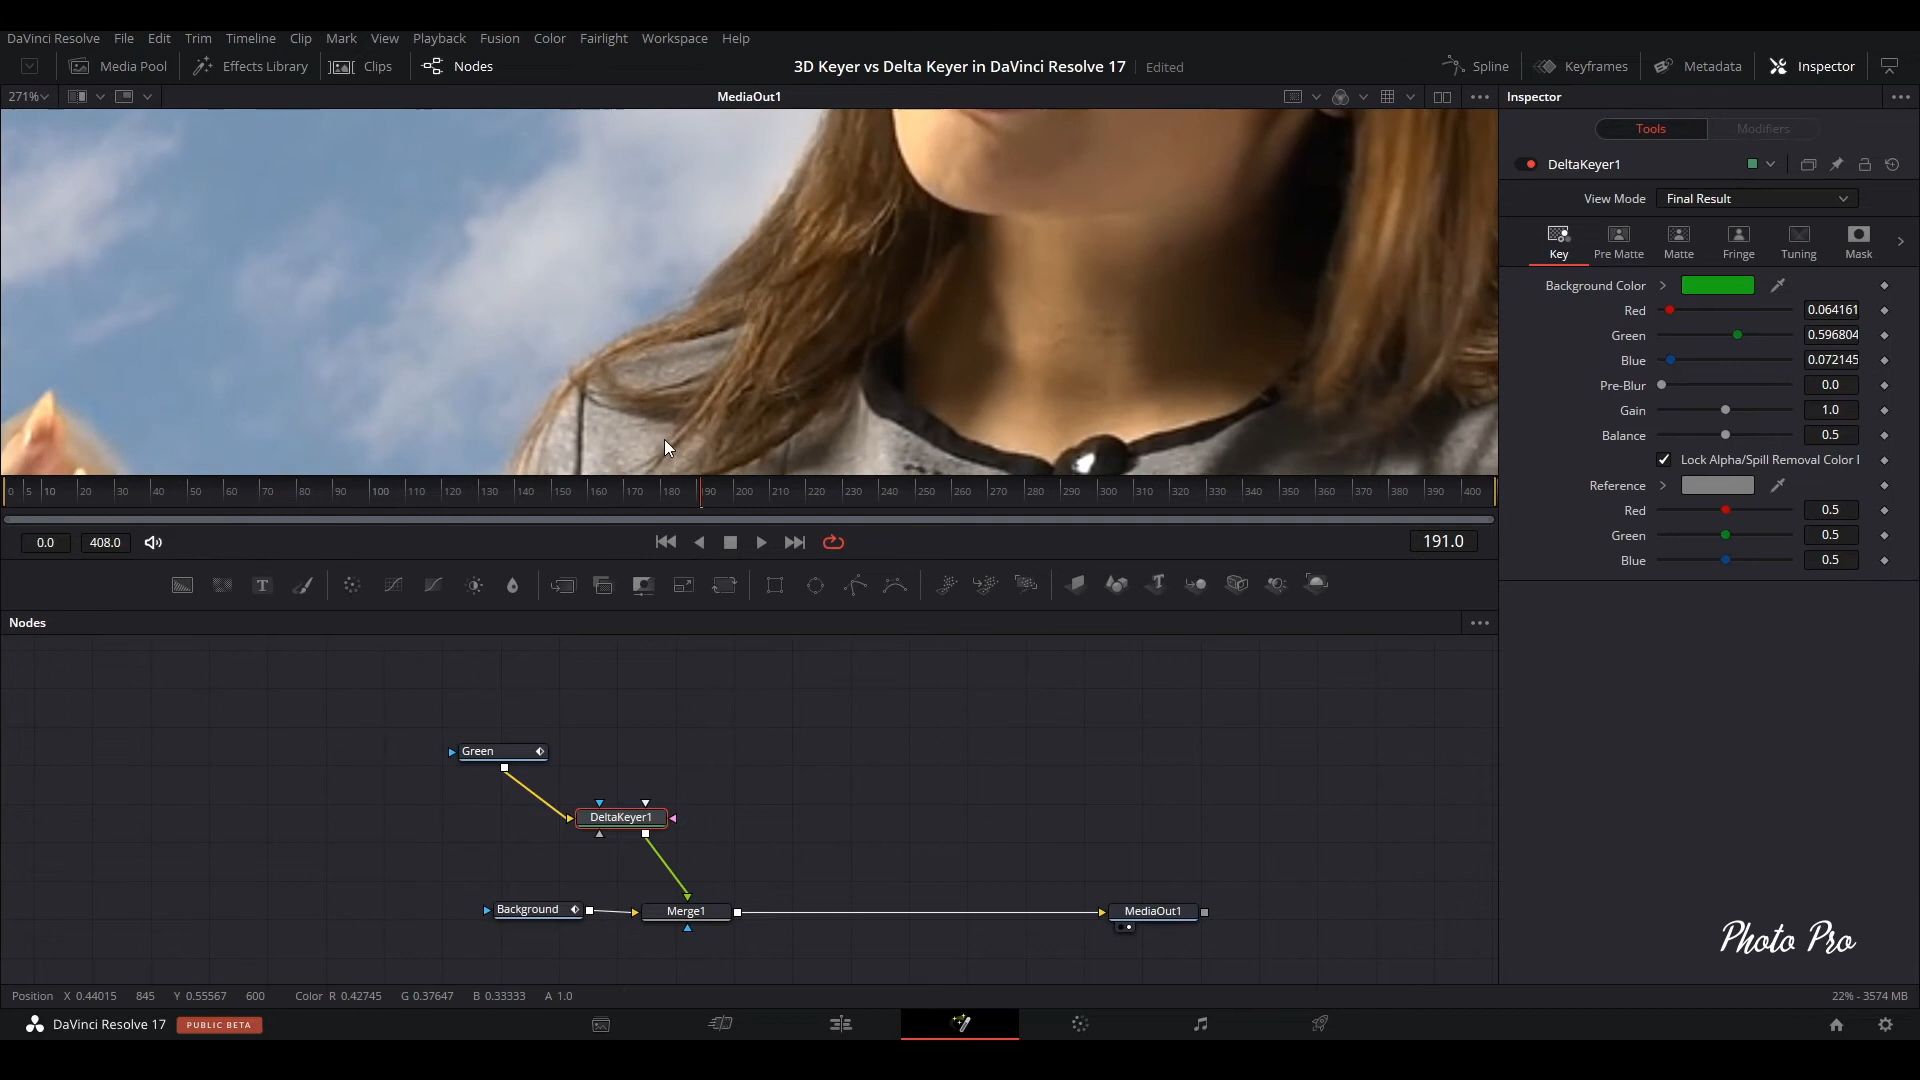 DaVinci Resolve File Edit Trim Timeline Clip Mark View Playback Fusion Color Fairlight Workspace Help
Media Pool Effects Library Clips Nodes 3D Keyer vs Delta Keyer in DaVinci Resolve 17 Edited Spline Keyframes Metadata Inspector
271% MediaOut1 Inspector
Tools Modifiers
DeltaKeyer1
View Mode Final Result
Key Pre Matte Matte Fringe Tuning Mask
Background Color
Red 0.064161
Green 0.596804
Blue 0.072145
Pre-Blur 0.0
Gain 1.0
Balance 0.5
Lock Alpha/Spill Removal Color
Reference
Red 0.5
Green 0.5
Blue 0.5
0 5 10 20 30 40 50 60 70 80 90 100 110 120 130 140 150 160 170 180 190 200 210 220 230 240 250 260 270 280 290 300 310 320 330 340 350 360 370 380 390 400
0.0 408.0 191.0
Nodes
Green
DeltaKeyer1
Background Merge1 MediaOut1
Photo Pro
Position X 0.44015 845 Y 0.55567 600 Color R 0.42745 G 0.37647 B 0.33333 A 1.0 22% - 3574 MB
DaVinci Resolve 17 PUBLIC BETA